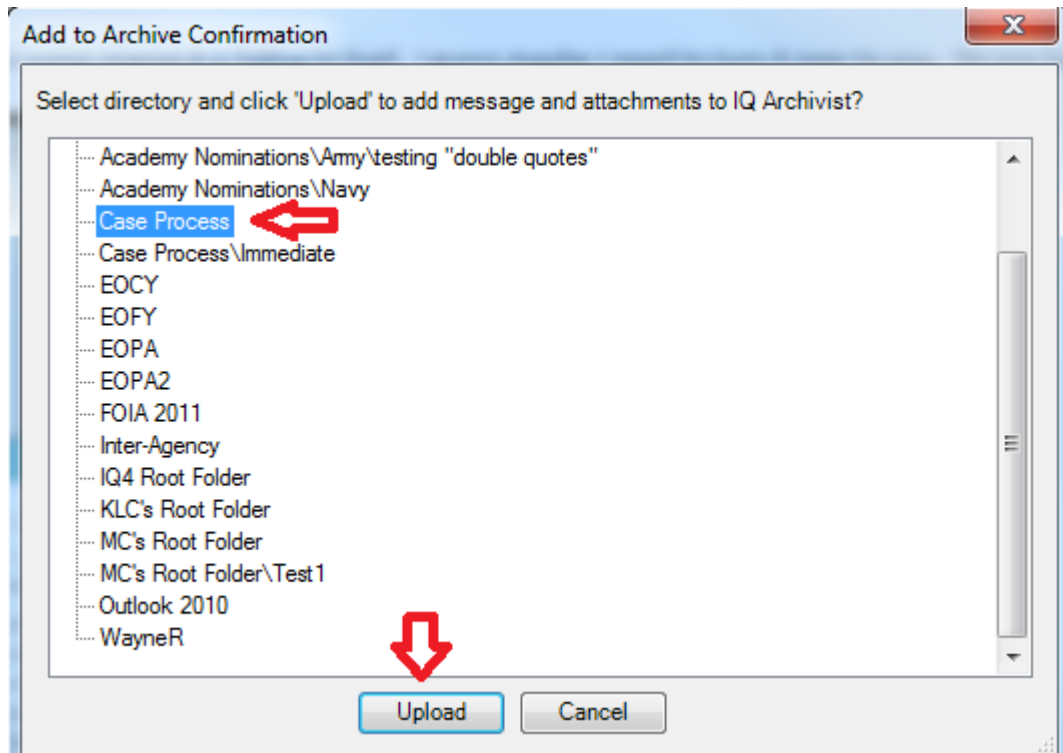 Add to Archive Confirmation
Select directory and click 'Upload' to add message and attachments to IQ Archivist?
Academy Nominations\Army\testing "double quotes"
Academy Nominations\Navy
Case Process
Case Process\Immediate
EOCY
EOFY
EOPA
EOPA2
FOIA 2011
Inter-Agency
IQ4 Root Folder
KLC's Root Folder
MC's Root Folder
MC's Root Folder\Test1
Outlook 2010
WayneR
Upload Cancel